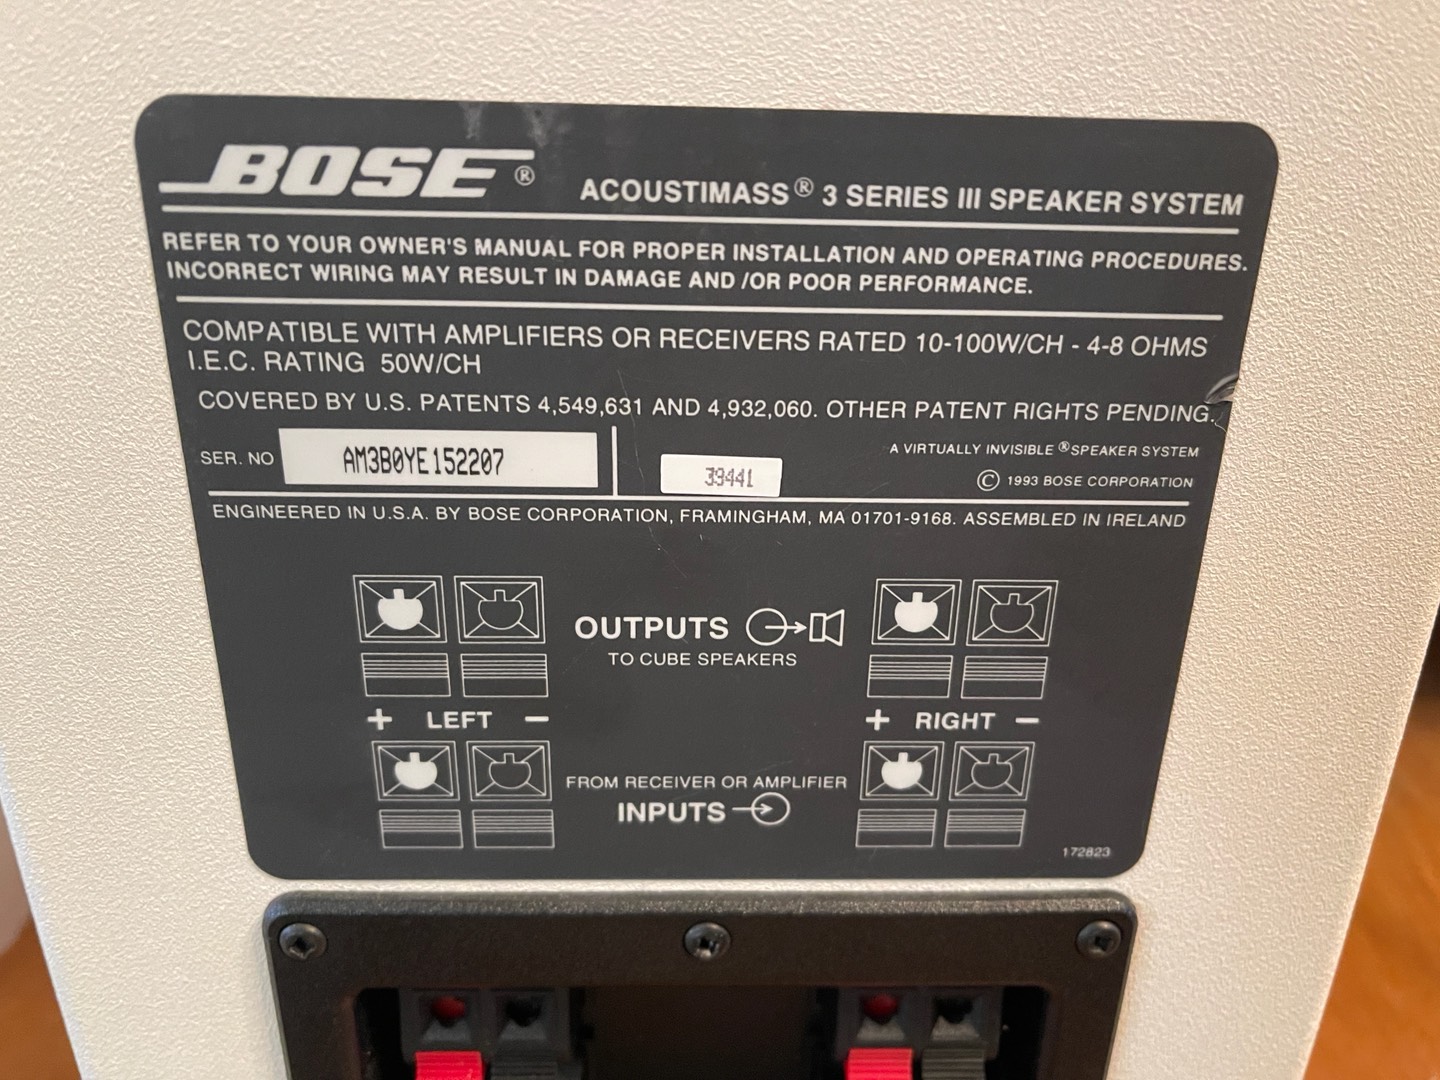 BOSE® ACOUSTIMASS® 3 SERIES III SPEAKER SYSTEM
REFER TO YOUR OWNER'S MANUAL FOR PROPER INSTALLATION AND OPERATING PROCEDURES.
INCORRECT WIRING MAY RESULT IN DAMAGE AND /OR POOR PERFORMANCE.
COMPATIBLE WITH AMPLIFIERS OR RECEIVERS RATED 10-100W/CH - 4-8 OHMS
I.E.C. RATING 50W/CH
COVERED BY U.S. PATENTS 4,549,631 AND 4,932,060. OTHER PATENT RIGHTS PENDING.
SER. NO AM3B0YE152207
39441
A VIRTUALLY INVISIBLE ® SPEAKER SYSTEM
© 1993 BOSE CORPORATION
ENGINEERED IN U.S.A. BY BOSE CORPORATION, FRAMINGHAM, MA 01701-9168. ASSEMBLED IN IRELAND
OUTPUTS
TO CUBE SPEAKERS
+ LEFT -
+ RIGHT -
FROM RECEIVER OR AMPLIFIER
INPUTS
172823